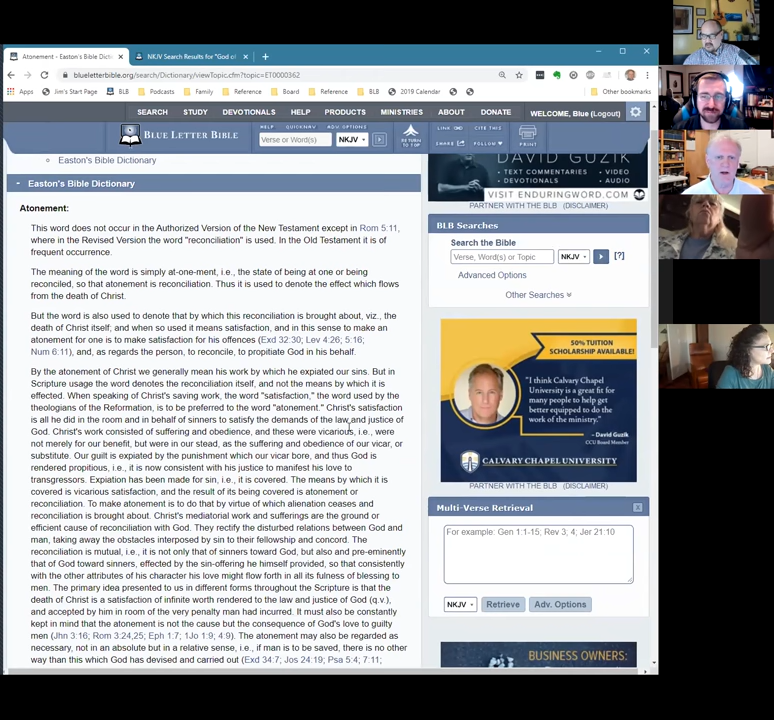 Atonement - Easton's Bible Dicti
NKJV Search Results for "God of
blueletterbible.org/search/Dictionary/viewTopic.cfm?topic=ET0000362
Apps
Jim's Start Page
BLB
Podcasts
Family
Reference
Board
Reference
BLB
2019 Calendar
Other bookmarks
SEARCH STUDY DEVOTIONALS HELP PRODUCTS MINISTRIES ABOUT DONATE WELCOME, Blue (Logout)
BLUE LETTER BIBLE
HELP QUICKNAV ADV. OPTIONS
Verse or Word(s)
NKJV
BE TURN
TO TOP
LINK CITE THIS
SHARE FOLLOW
PRINT
Easton's Bible Dictionary
- Easton's Bible Dictionary
Atonement:
This word does not occur in the Authorized Version of the New Testament except in Rom 5:11,
where in the Revised Version the word "reconciliation" is used. In the Old Testament it is of
frequent occurrence.
The meaning of the word is simply at-one-ment, i.e., the state of being at one or being
reconciled, so that atonement is reconciliation. Thus it is used to denote the effect which flows
from the death of Christ.
But the word is also used to denote that by which this reconciliation is brought about, viz., the
death of Christ itself; and when so used it means satisfaction, and in this sense to make an
atonement for one is to make satisfaction for his offences (Exd 32:30; Lev 4:26; 5:16;
Num 6:11), and, as regards the person, to reconcile, to propitiate God in his behalf.
By the atonement of Christ we generally mean his work by which he expiated our sins. But in
Scripture usage the word denotes the reconciliation itself, and not the means by which it is
effected. When speaking of Christ's saving work, the word "satisfaction," the word used by the
theologians of the Reformation, is to be preferred to the word "atonement." Christ's satisfaction
is all he did in the room and in behalf of sinners to satisfy the demands of the law and justice of
God. Christ's work consisted of suffering and obedience, and these were vicarious, i.e., were
not merely for our benefit, but were in our stead, as the suffering and obedience of our vicar, or
substitute. Our guilt is expiated by the punishment which our vicar bore, and thus God is
rendered propitious, i.e., it is now consistent with his justice to manifest his love to
transgressors. Expiation has been made for sin, i.e., it is covered. The means by which it is
covered is vicarious satisfaction, and the result of its being covered is atonement or
reconciliation. To make atonement is to do that by virtue of which alienation ceases and
reconciliation is brought about. Christ's mediatorial work and sufferings are the ground or
efficient cause of reconciliation with God. They rectify the disturbed relations between God and
man, taking away the obstacles interposed by sin to their fellowship and concord. The
reconciliation is mutual, i.e., it is not only that of sinners toward God, but also and pre-eminently
that of God toward sinners, effected by the sin-offering he himself provided, so that consistently
with the other attributes of his character his love might flow forth in all its fulness of blessing to
men. The primary idea presented to us in different forms throughout the Scripture is that the
death of Christ is a satisfaction of infinite worth rendered to the law and justice of God (q.v.),
and accepted by him in room of the very penalty man had incurred. It must also be constantly
kept in mind that the atonement is not the cause but the consequence of God's love to guilty
men (Jhn 3:16; Rom 3:24,25; Eph 1:7; 1Jo 1:9; 4:9). The atonement may also be regarded as
necessary, not in an absolute but in a relative sense, i.e., if man is to be saved, there is no other
way than this which God has devised and carried out (Exd 34:7; Jos 24:19; Psa 5:4; 7:11;
DAVID GUZIK
• TEXT COMMENTARIES • VIDEO
• DEVOTIONALS • AUDIO
VISIT ENDURINGWORD.COM
PARTNER WITH THE BLB (DISCLAIMER)
BLB Searches
Search the Bible
Verse, Word(s), or Topic
NKJV
[?]
Advanced Options
Other Searches
50% TUITION
SCHOLARSHIP AVAILABLE!
"I think Calvary Chapel
University is a great fit for
many people to help get
better equipped to do
the work of the ministry."
- David Guzik
CCU Board Member
CALVARY CHAPEL UNIVERSITY
PARTNER WITH THE BLB (DISCLAIMER)
Multi-Verse Retrieval
x
For example: Gen 1:1-15; Rev 3; 4; Jer 21:10
NKJV
Retrieve
Adv. Options
BUSINESS OWNERS: